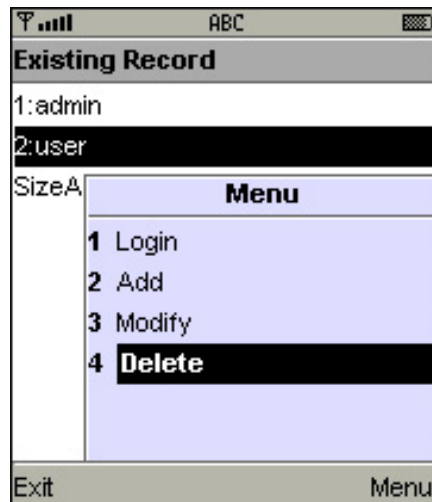 ABC
Existing Record
1:admin
2:user
SizeA
Menu
1 Login
2 Add
3 Modify
4 Delete
Exit Menu